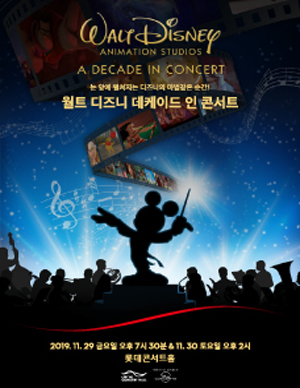 WALT DISNEY
ANIMATION STUDIOS
A DECADE IN CONCERT
눈 앞에 펼쳐지는 디즈니의 마법같은 순간!
월트 디즈니 데케이드 인 콘서트
2019. 11. 29 금요일 오후 7시 30분 & 11. 30 토요일 오후 2시
롯데콘서트홀